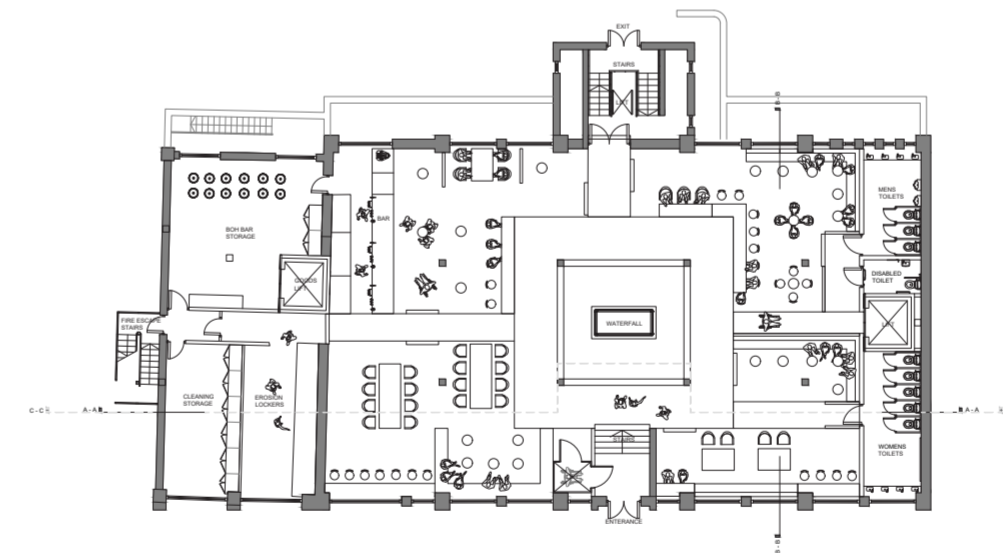 EXIT
STAIRS
LIFT
B - B
MENS
TOILETS
BAR
BOH BAR
STORAGE
DISABLED
TOILET
GOODS
LIFT
FIRE ESCAPE
STAIRS
WATERFALL
LIFT
CLEANING
STORAGE
EROSION
LOCKERS
C - C
A - A
A - A
STAIRS
WOMENS
TOILETS
ENTERANCE
B - B